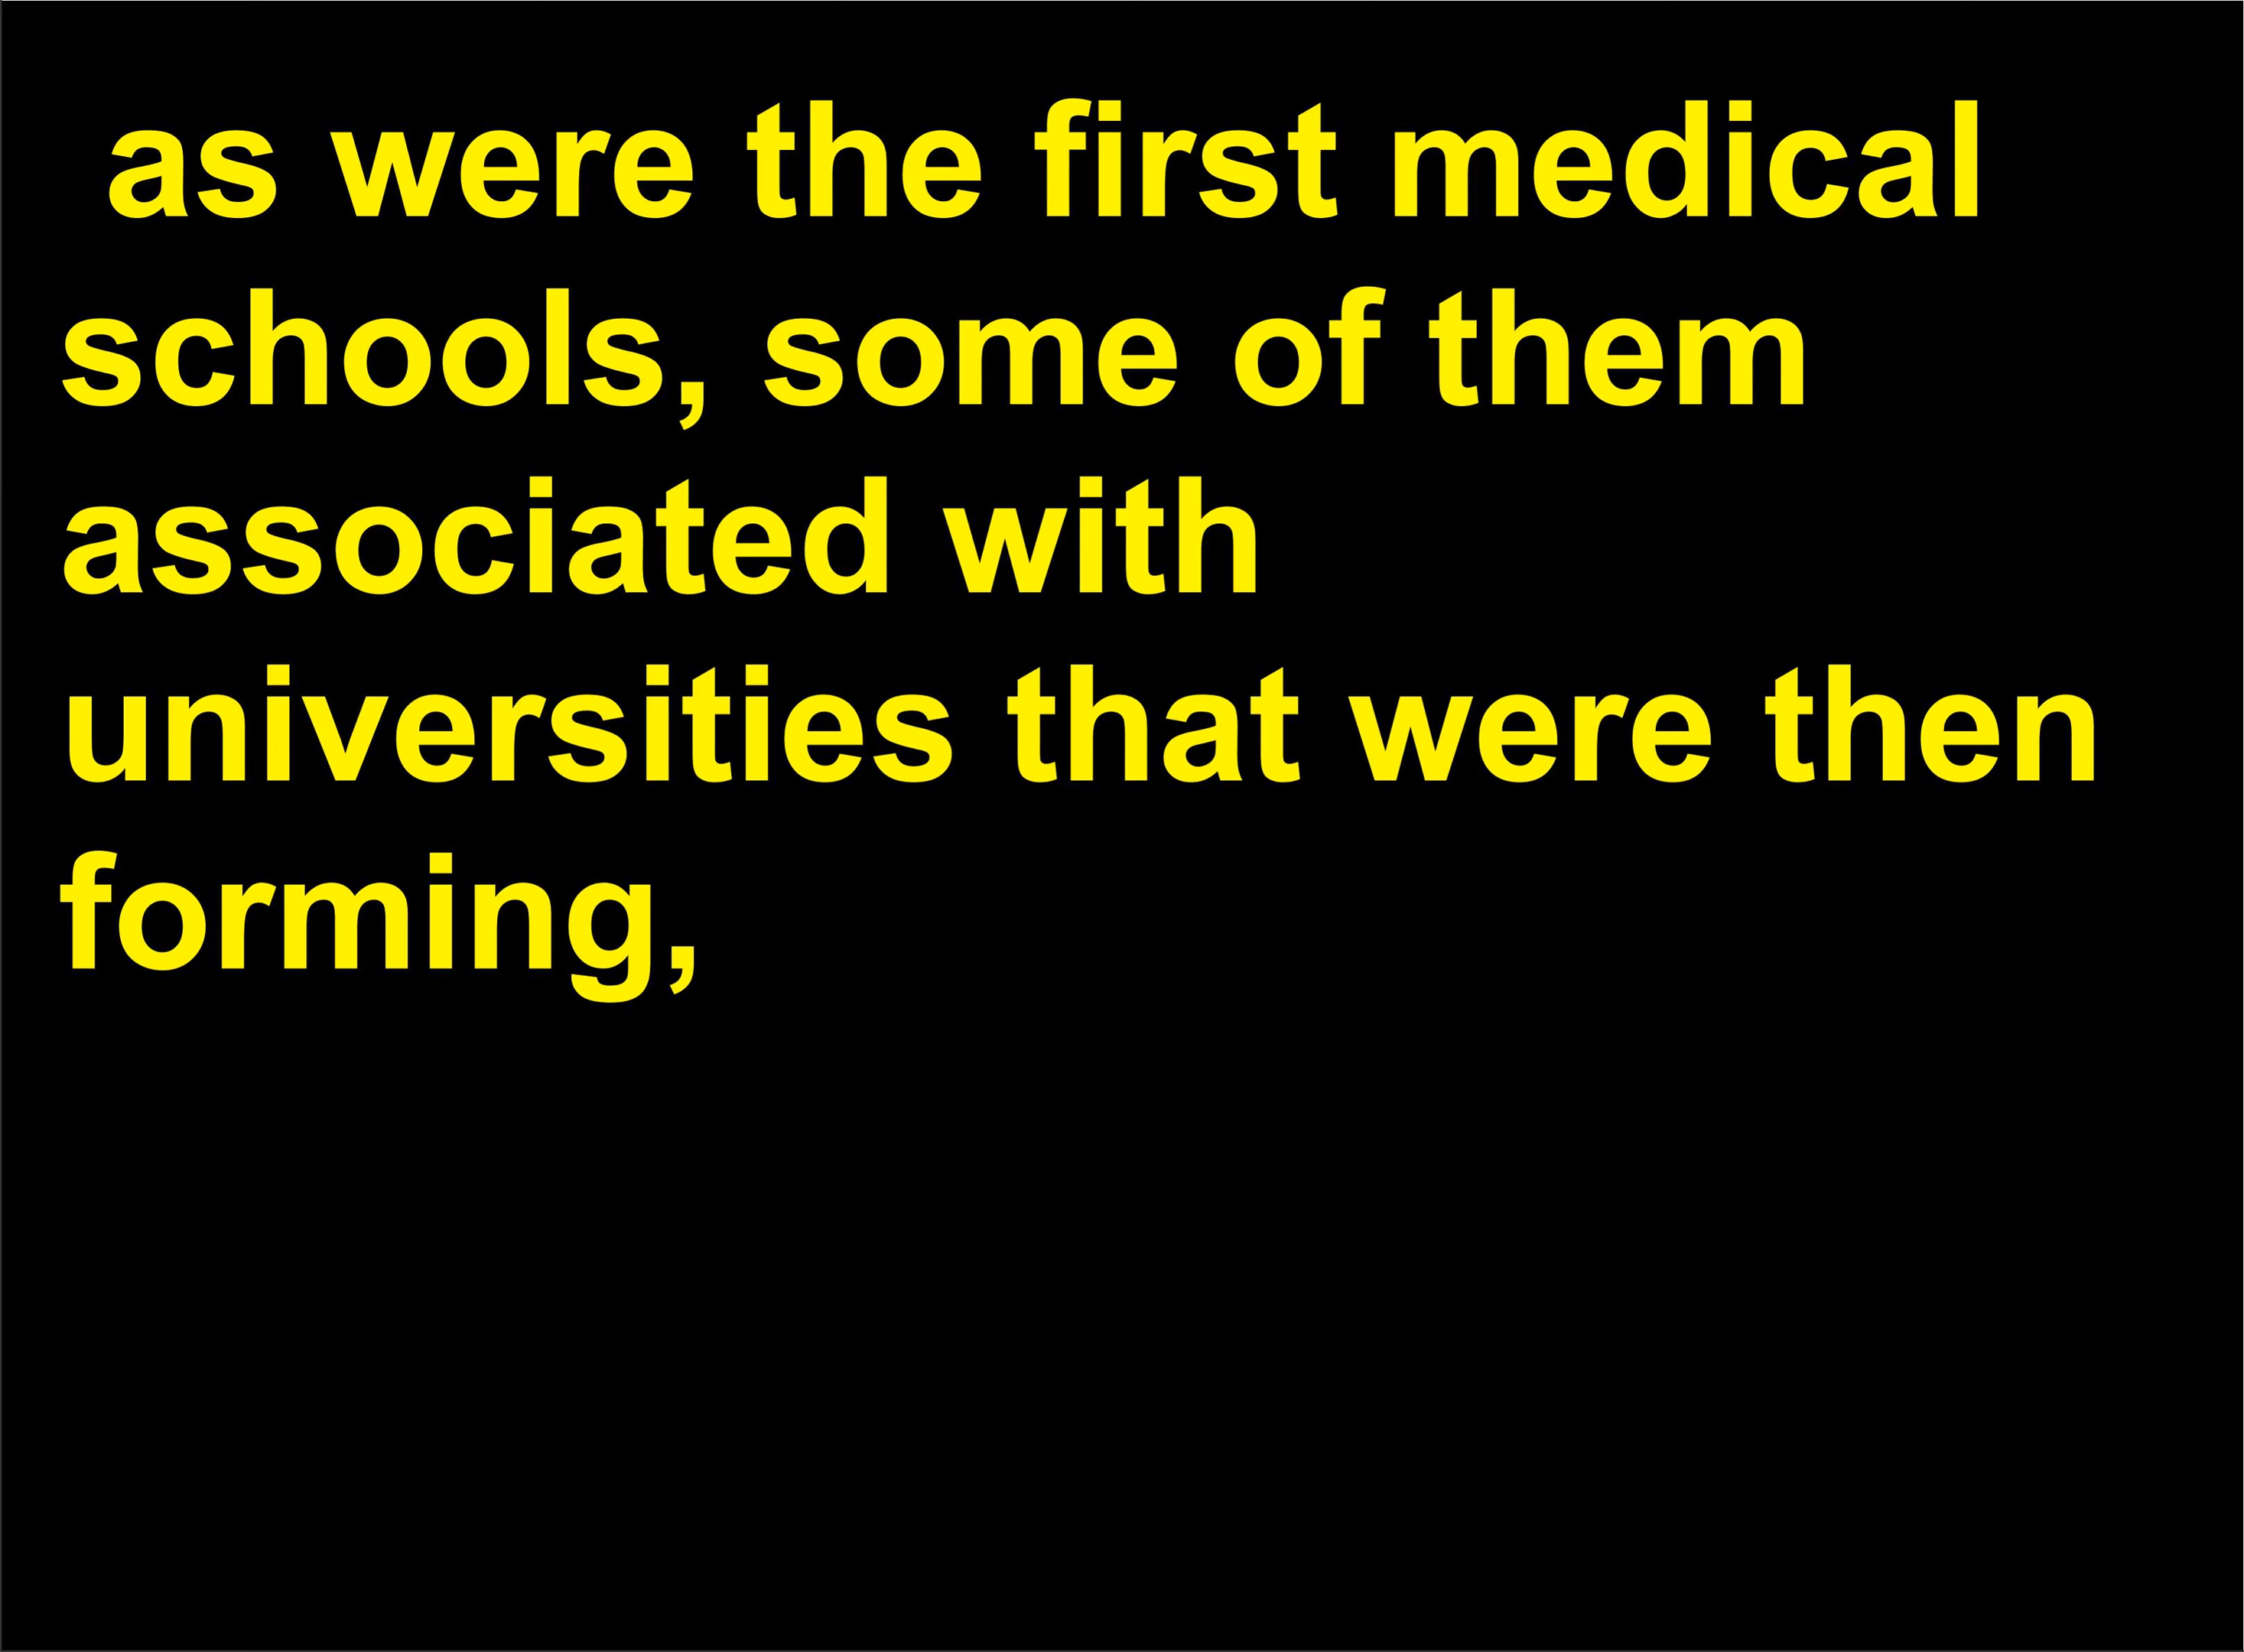 as were the first medical
schools, some of them
associated with
universities that were then
forming,